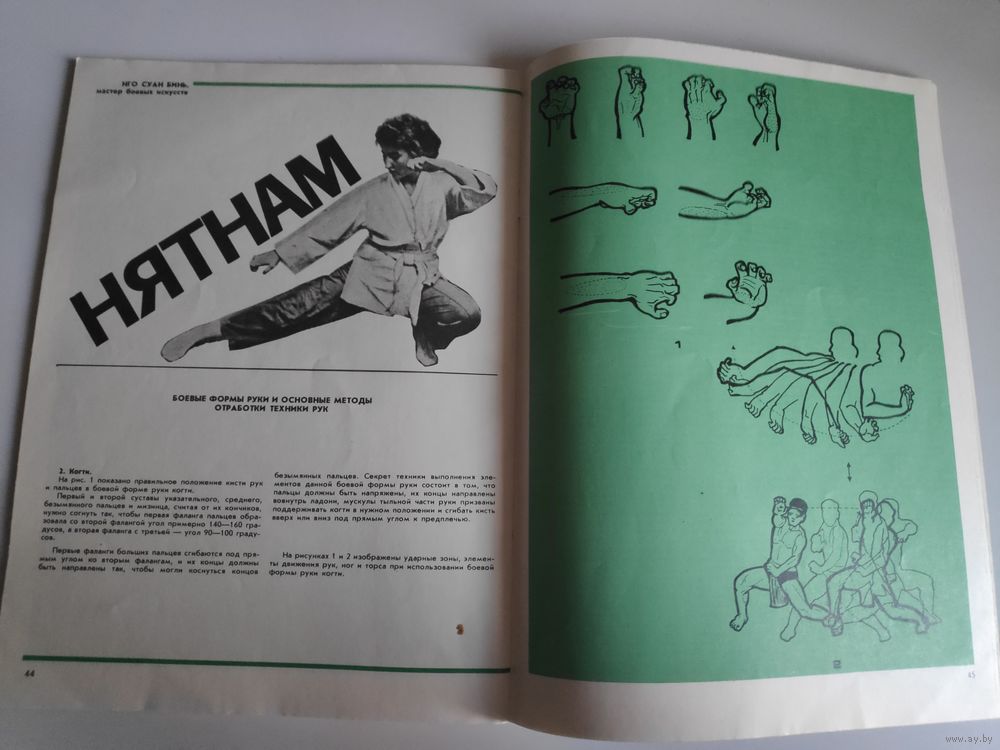 НГО СУАН БИНЬ,
мастер боевых искусств
НЯТНАМ
БОЕВЫЕ ФОРМЫ РУКИ И ОСНОВНЫЕ МЕТОДЫ
ОТРАБОТКИ ТЕХНИКИ РУК
2. Когти.
На рис. 1 показано правильное положение кисти рук
и пальцев в боевой форме руки когти.
Первый и второй суставы указательного, среднего,
безымянного пальцев и мизинца, считая от их кончиков,
нужно согнуть так, чтобы первая фаланга пальцев обра-
зовала со второй фалангой угол примерно 140—160 гра-
дусов, а вторая фаланга с третьей — угол 90—100 граду-
сов.
Первые фаланги больших пальцев сгибаются под пря-
мым углом ко вторым фалангам, и их концы должны
быть направлены так, чтобы могли коснуться концов
безымянных пальцев. Секрет техники выполнения эле-
ментов данной боевой формы руки состоит в том, что
пальцы должны быть напряжены, их концы направлены
вовнутрь ладони, мускулы тыльной части руки призваны
поддерживать когти в нужном положении и сгибать кисть
вверх или вниз под прямым углом к предплечью.
На рисунках 1 и 2 изображены ударные зоны, элемен-
ты движения рук, ног и торса при использовании боевой
формы руки когти.
44
1
2
45
www.ay.by